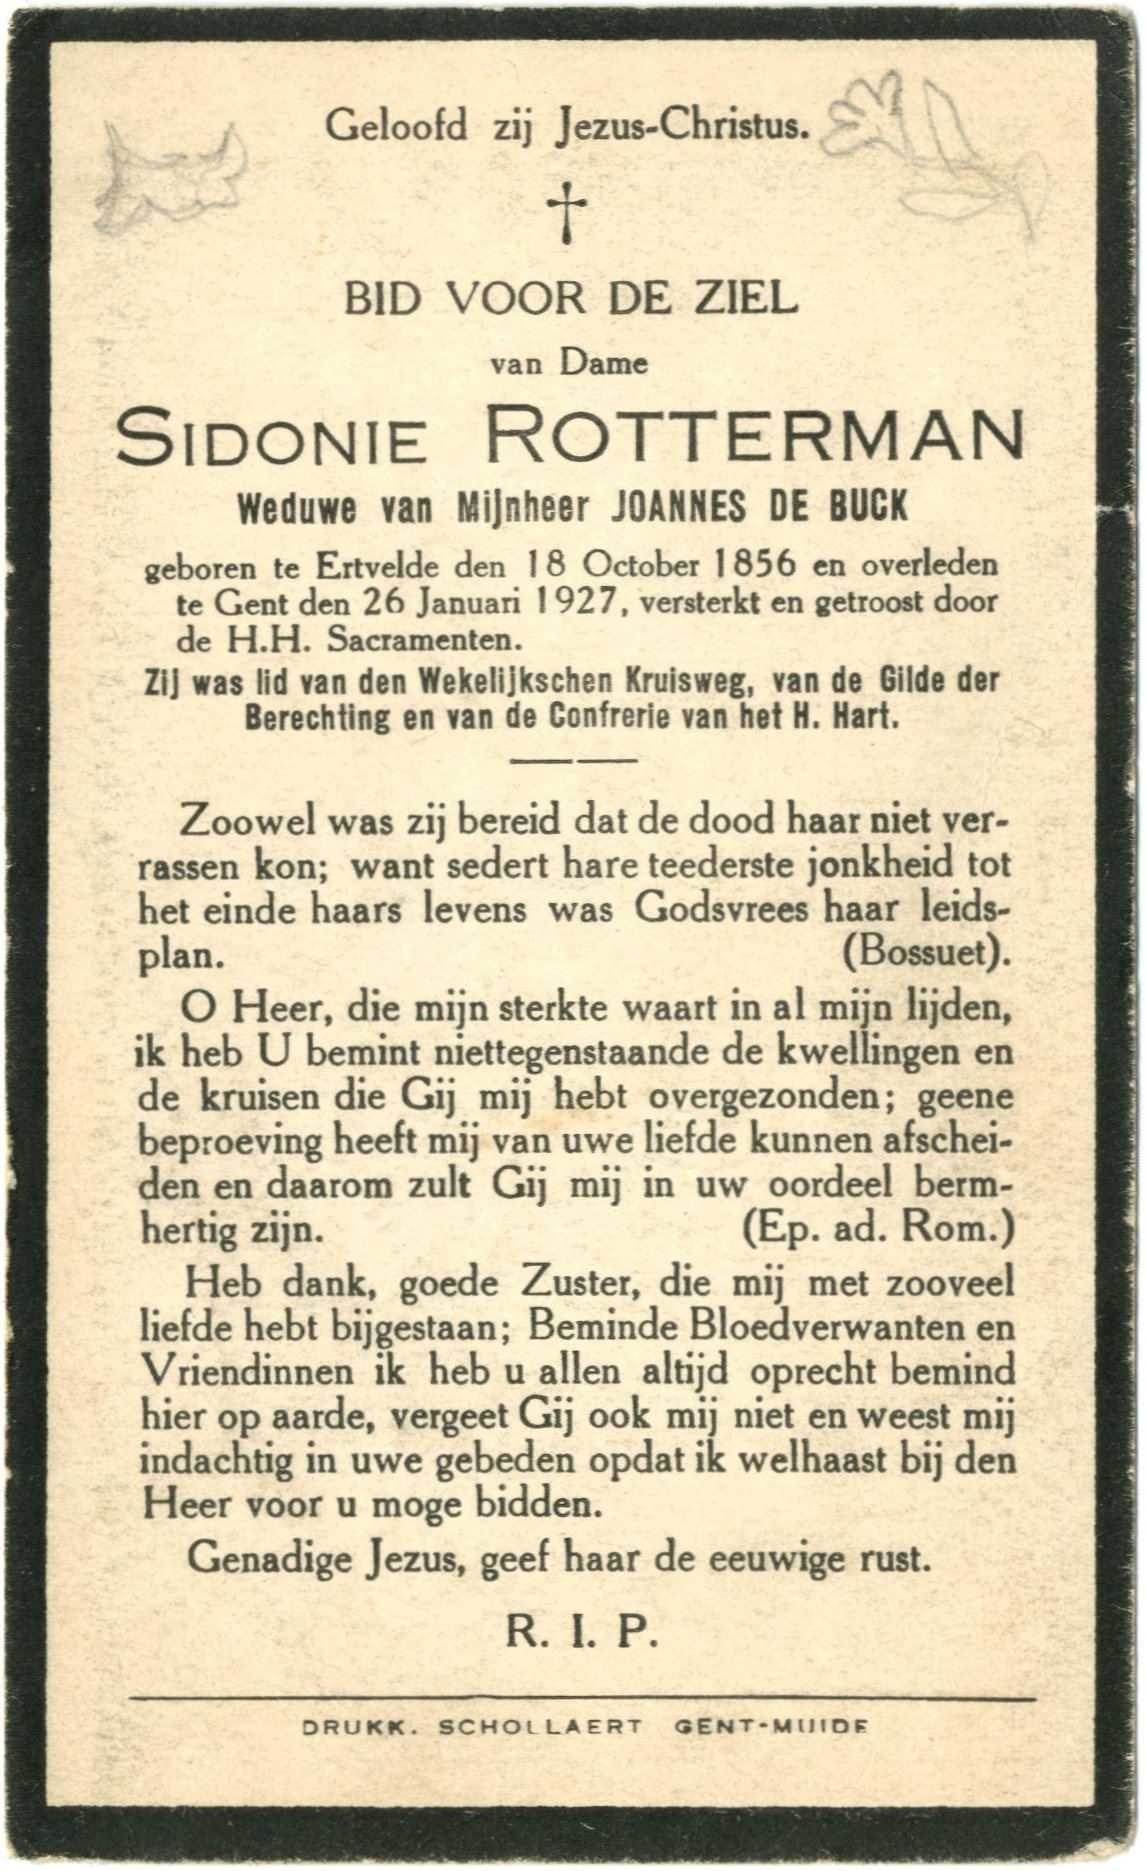 Geloofd zij Jezus-Christus.
BID VOOR DE ZIEL
van Dame
SIDONIE ROTTERMAN
Weduwe van Mijnheer JOANNES DE BUCK
geboren te Ertvelde den 18 October 1856 en overleden
te Gent den 26 Januari 1927, versterkt en getroost door
de H.H. Sacramenten.
Zij was lid van den Wekelijkschen Kruisweg, van de Gilde der
Berechting en van de Confrerie van het H. Hart.
Zoowel was zij bereid dat de dood haar niet ver-
rassen kon; want sedert hare teederste jonkheid tot
het einde haars levens was Godsvrees haar leids-
plan. (Bossuet).
O Heer, die mijn sterkte waart in al mijn lijden,
ik heb U bemint niettegenstaande de kwellingen en
de kruisen die Gij mij hebt overgezonden; geene
beproeving heeft mij van uwe liefde kunnen afschei-
den en daarom zult Gij mij in uw oordeel berm-
hertig zijn. (Ep. ad. Rom.)
Heb dank, goede Zuster, die mij met zooveel
liefde hebt bijgestaan; Beminde Bloedverwanten en
Vriendinnen ik heb u allen altijd oprecht bemind
hier op aarde, vergeet Gij ook mij niet en weest mij
indachtig in uwe gebeden opdat ik welhaast bij den
Heer voor u moge bidden.
Genadige Jezus, geef haar de eeuwige rust.
R. I. P.
DRUKK. SCHOLLAERT GENT-MUIDE